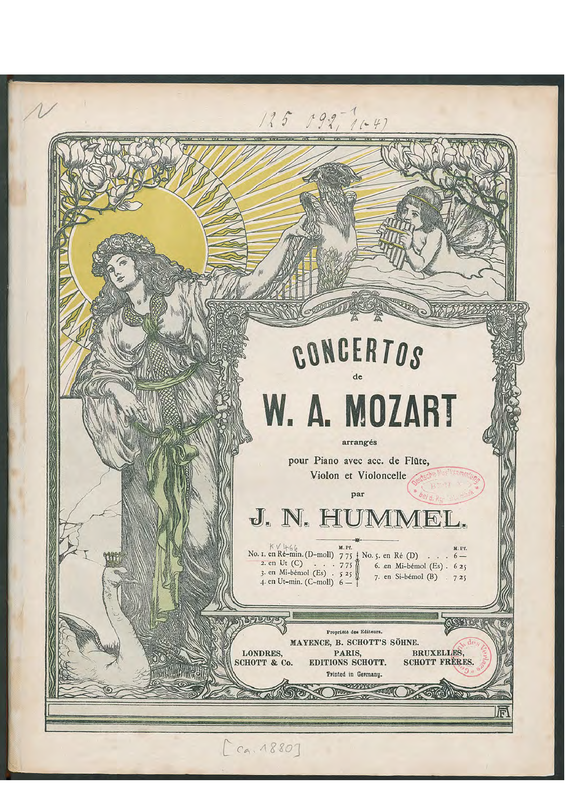 125 092, 1 (-4)
CONCERTOS
de
W. A. MOZART
arrangés
pour Piano avec acc. de Flûte,
Violon et Violoncelle
par
J. N. HUMMEL.
KV 466
M. Pf. M. Pf.
No. 1. en Ré-min. (D-moll) 7 75 No. 5. en Ré (D) . . . 6 —
2. en Ut (C) . . . 7 75 6. en Mi-bémol (Es) . 6 25
3. en Mi-bémol (Es) . 5 25 7. en Si-bémol (B) . 7 25
4. en Ut-min. (C-moll) 6 —
Propriété des Editeurs.
MAYENCE, B. SCHOTT'S SÖHNE.
LONDRES, PARIS, BRUXELLES,
SCHOTT & Co. EDITIONS SCHOTT. SCHOTT FRÈRES.
Printed in Germany.
[ca. 1880]